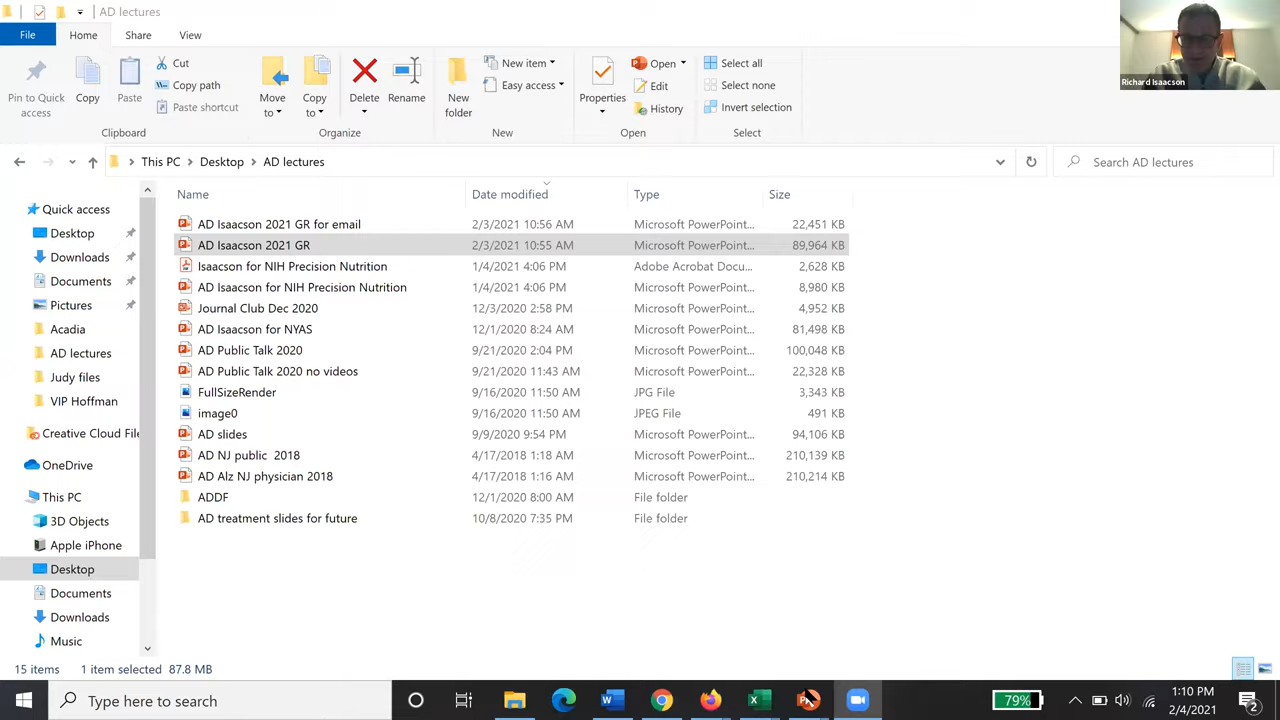 AD lectures
File Home Share View
Pin to Quick access
Copy
Paste
Cut
Copy path
Paste shortcut
Clipboard
Move to
Copy to
Delete
Rename
Organize
New folder
New item
Easy access
New
Properties
Open
Edit
History
Open
Select all
Select none
Invert selection
Select
Richard Isaacson
This PC Desktop AD lectures
Search AD lectures
Quick access
Desktop
Downloads
Documents
Pictures
Acadia
AD lectures
Judy files
VIP Hoffman
Creative Cloud File
OneDrive
This PC
3D Objects
Apple iPhone
Desktop
Documents
Downloads
Music
Name Date modified Type Size
AD Isaacson 2021 GR for email 2/3/2021 10:56 AM Microsoft PowerPoint... 22,451 KB
AD Isaacson 2021 GR 2/3/2021 10:55 AM Microsoft PowerPoint... 89,964 KB
Isaacson for NIH Precision Nutrition 1/4/2021 4:06 PM Adobe Acrobat Docu... 2,628 KB
AD Isaacson for NIH Precision Nutrition 1/4/2021 4:06 PM Microsoft PowerPoint... 8,980 KB
Journal Club Dec 2020 12/3/2020 2:58 PM Microsoft PowerPoint... 4,952 KB
AD Isaacson for NYAS 12/1/2020 8:24 AM Microsoft PowerPoint... 81,498 KB
AD Public Talk 2020 9/21/2020 2:04 PM Microsoft PowerPoint... 100,048 KB
AD Public Talk 2020 no videos 9/21/2020 11:43 AM Microsoft PowerPoint... 22,328 KB
FullSizeRender 9/16/2020 11:50 AM JPG File 3,343 KB
image0 9/16/2020 11:50 AM JPEG File 491 KB
AD slides 9/9/2020 9:54 PM Microsoft PowerPoint... 94,106 KB
AD NJ public 2018 4/17/2018 1:18 AM Microsoft PowerPoint... 210,139 KB
AD Alz NJ physician 2018 4/17/2018 1:16 AM Microsoft PowerPoint... 210,214 KB
ADDF 12/1/2020 8:00 AM File folder
AD treatment slides for future 10/8/2020 7:35 PM File folder
15 items 1 item selected 87.8 MB
Type here to search
79%
1:10 PM
2/4/2021
2